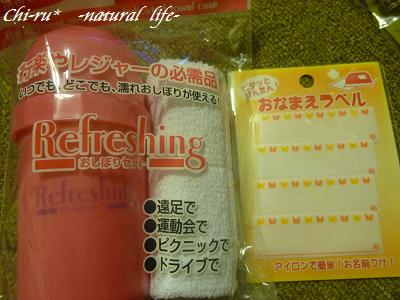 Chi-ru* -natural life-
towel case
行楽やレジャーの必需品
いつでも、どこでも、濡れおしぼりが使える!
Refreshing
おしぼりセット
Refreshing
●遠足で
●運動会で
●ピクニックで
●ドライブで
おなまえラベル
アイロンで簡単!お名前つけ!